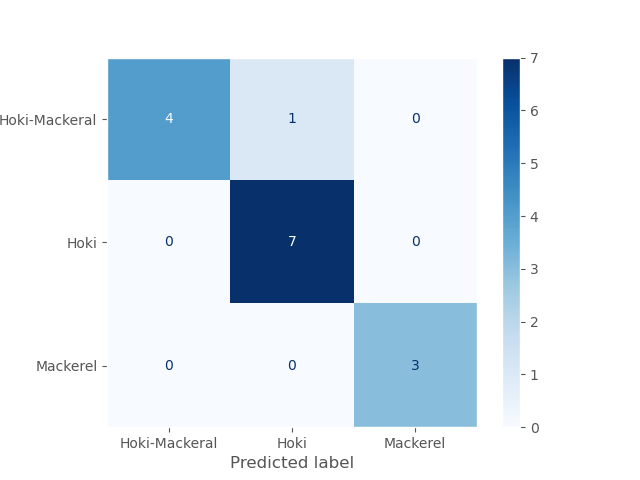 7
Hoki-Mackeral 4 1 0
6
5
4
Hoki 0 7 0
3
2
Mackerel 0 0 3
1
0
Hoki-Mackeral Hoki Mackerel
Predicted label